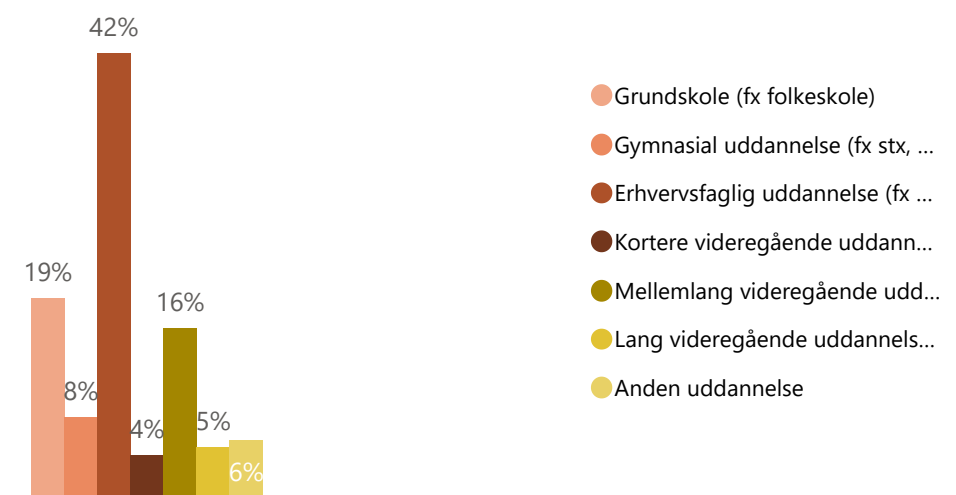 42%
19%
16%
8%
4%
5%
6%
Grundskole (fx folkeskole)
Gymnasial uddannelse (fx stx, ...
Erhvervsfaglig uddannelse (fx ...
Kortere videregående uddann...
Mellemlang videregående udd...
Lang videregående uddannels...
Anden uddannelse